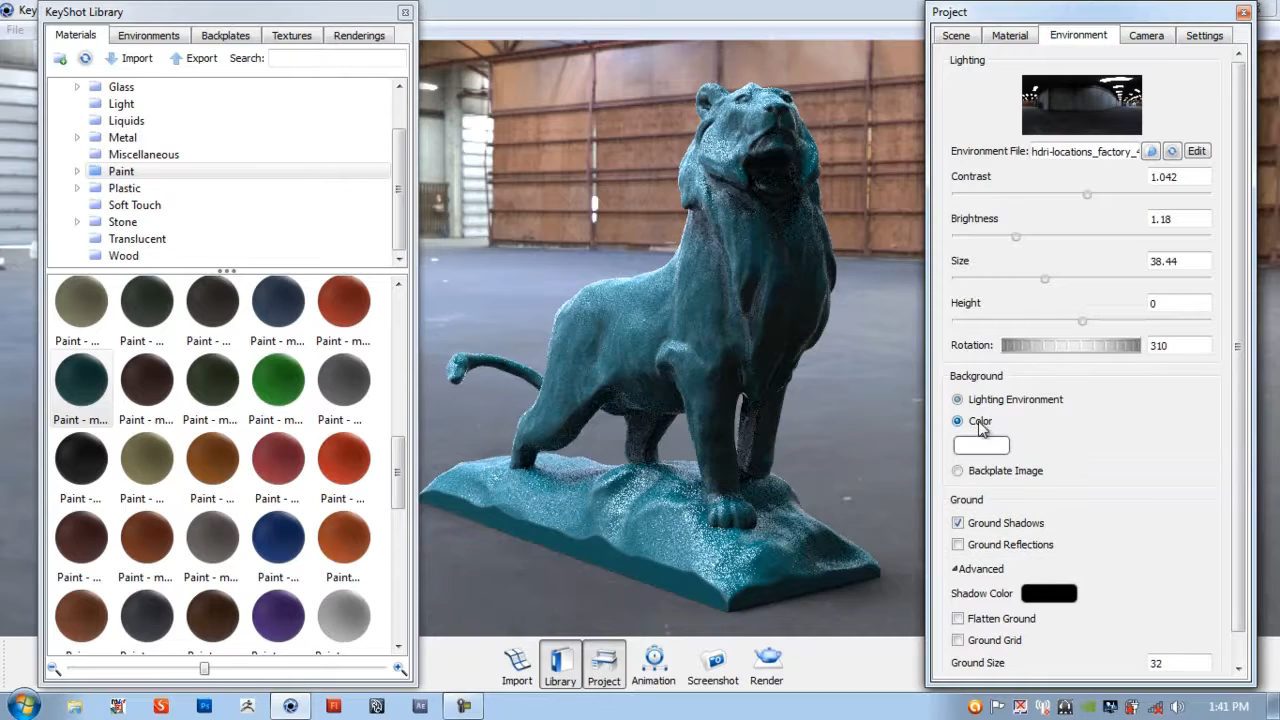 Key
File
KeyShot Library
Materials
Environments
Backplates
Textures
Renderings
Import
Export
Search:
Glass
Light
Liquids
Metal
Miscellaneous
Paint
Plastic
Soft Touch
Stone
Translucent
Wood
Paint - ...
Paint - ...
Paint - ...
Paint - m...
Paint - m...
Paint - m...
Paint - m...
Paint - m...
Paint - m...
Paint - ...
Paint -...
Paint - ...
Paint - ...
Paint - ...
Paint - ...
Paint - ...
Paint - m...
Paint - m...
Paint -...
Paint...
Import
Library
Project
Animation
Screenshot
Render
Project
Scene
Material
Environment
Camera
Settings
Lighting
Environment File: hdri-locations_factory_4
Edit
Contrast 1.042
Brightness 1.18
Size 38.44
Height 0
Rotation: 310
Background
Lighting Environment
Color
Backplate Image
Ground
Ground Shadows
Ground Reflections
Advanced
Shadow Color
Flatten Ground
Ground Grid
Ground Size 32
1:41 PM